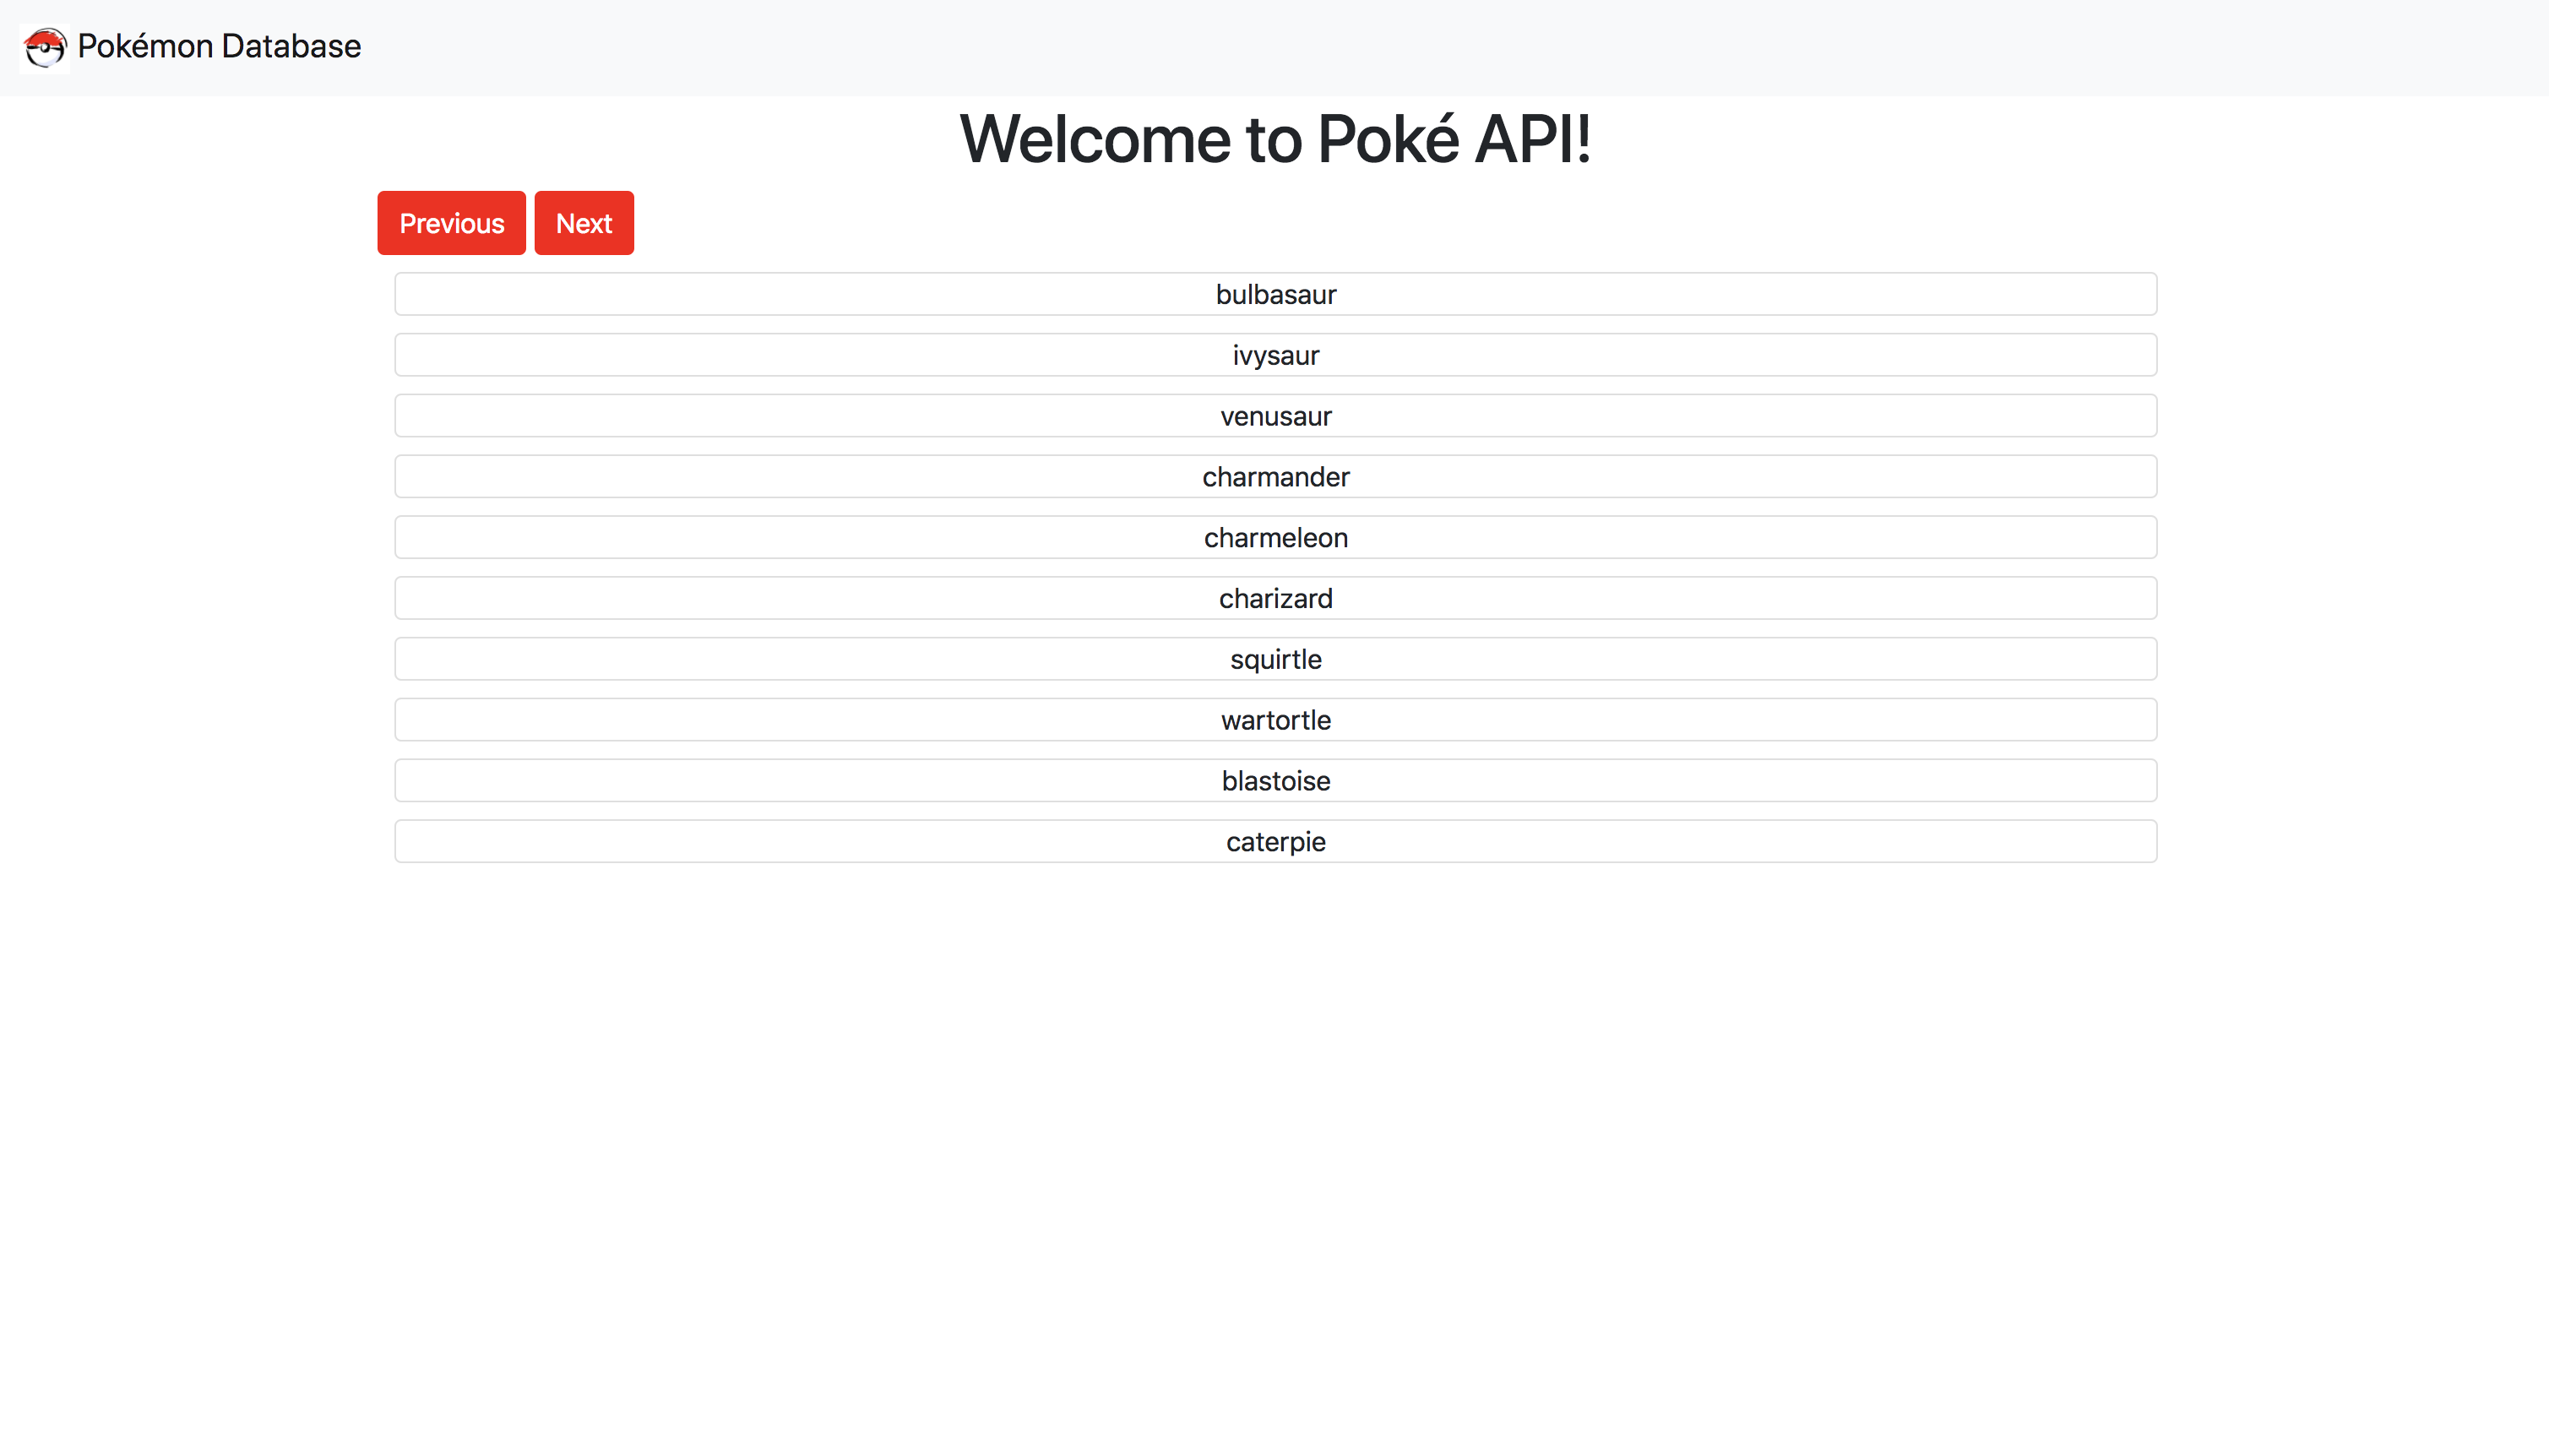 Pokémon Database
Welcome to Poké API!
Previous Next
bulbasaur
ivysaur
venusaur
charmander
charmeleon
charizard
squirtle
wartortle
blastoise
caterpie